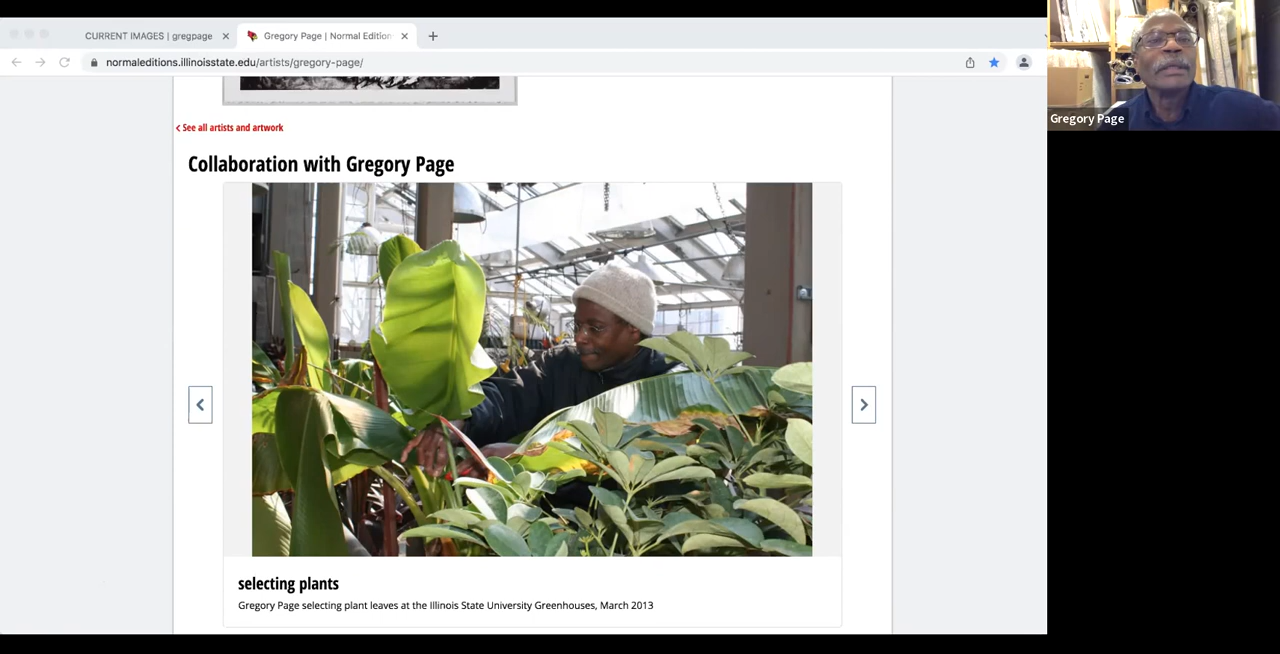 CURRENT IMAGES | gregpage
Gregory Page | Normal Edition
normaleditions.illinoisstate.edu/artists/gregory-page/
Gregory Page
See all artists and artwork
Collaboration with Gregory Page
selecting plants
Gregory Page selecting plant leaves at the Illinois State University Greenhouses, March 2013